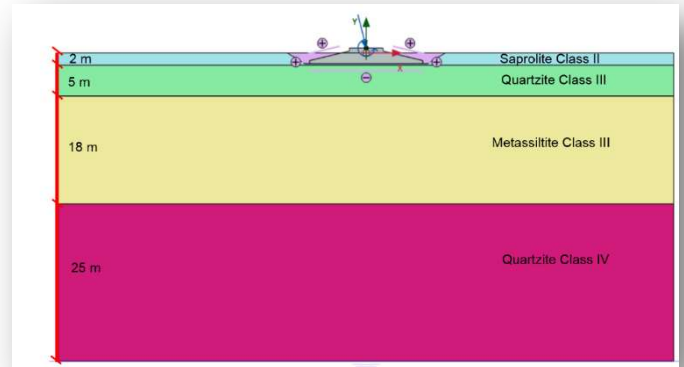 Y
X
2 m
Saprolite Class II
5 m
Quartzite Class III
18 m
Metassiltite Class III
25 m
Quartzite Class IV